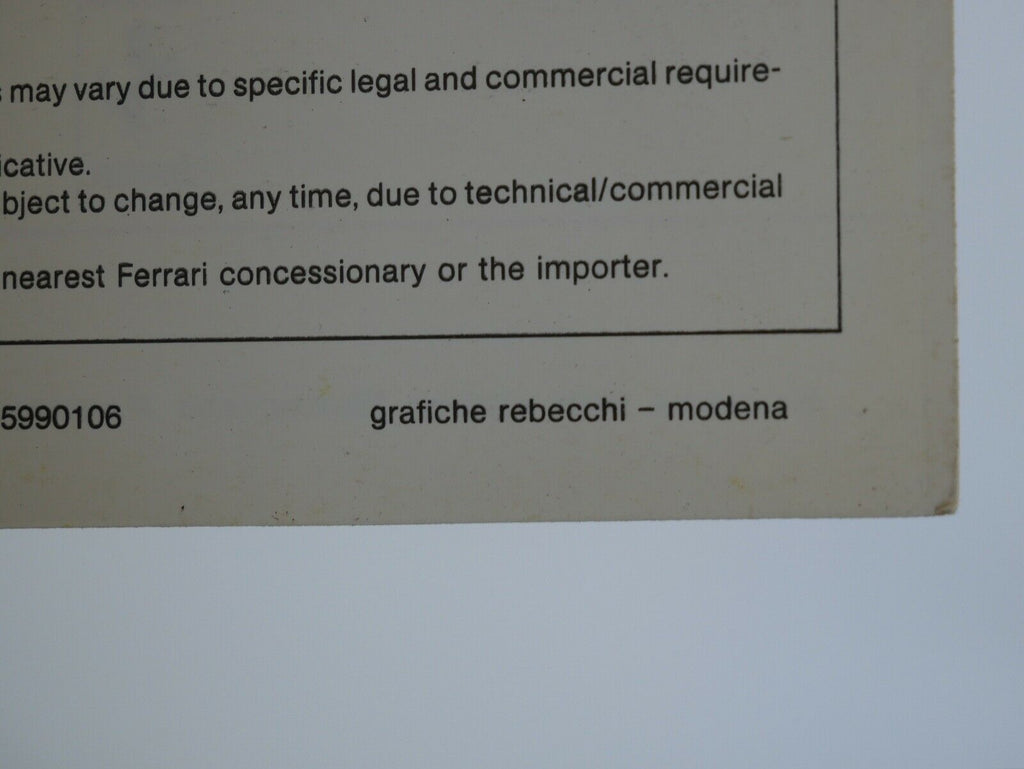 may vary due to specific legal and commercial require-
icative.
bject to change, any time, due to technical/commercial
nearest Ferrari concessionary or the importer.
5990106 grafiche rebecchi – modena